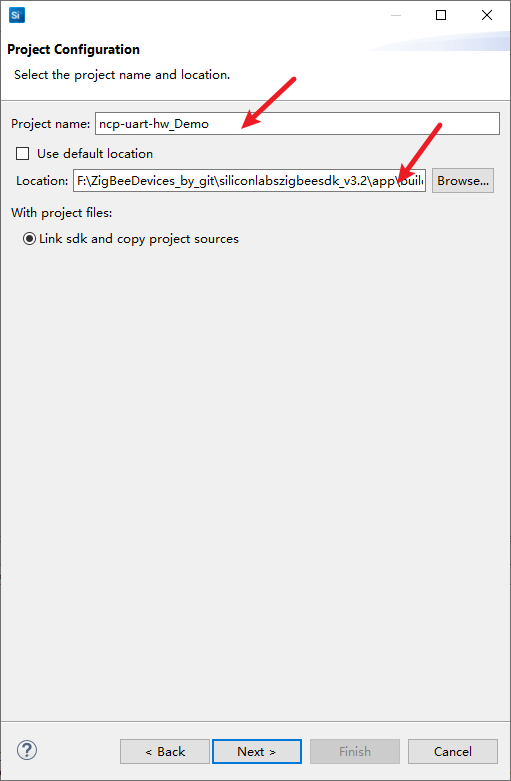 Si
Project Configuration
Select the project name and location.
Project name: ncp-uart-hw_Demo
Use default location
Location: F:\ZigBeeDevices_by_git\siliconlabszigbeesdk_v3.2\app\build Browse...
With project files:
Link sdk and copy project sources
?
< Back Next > Finish Cancel